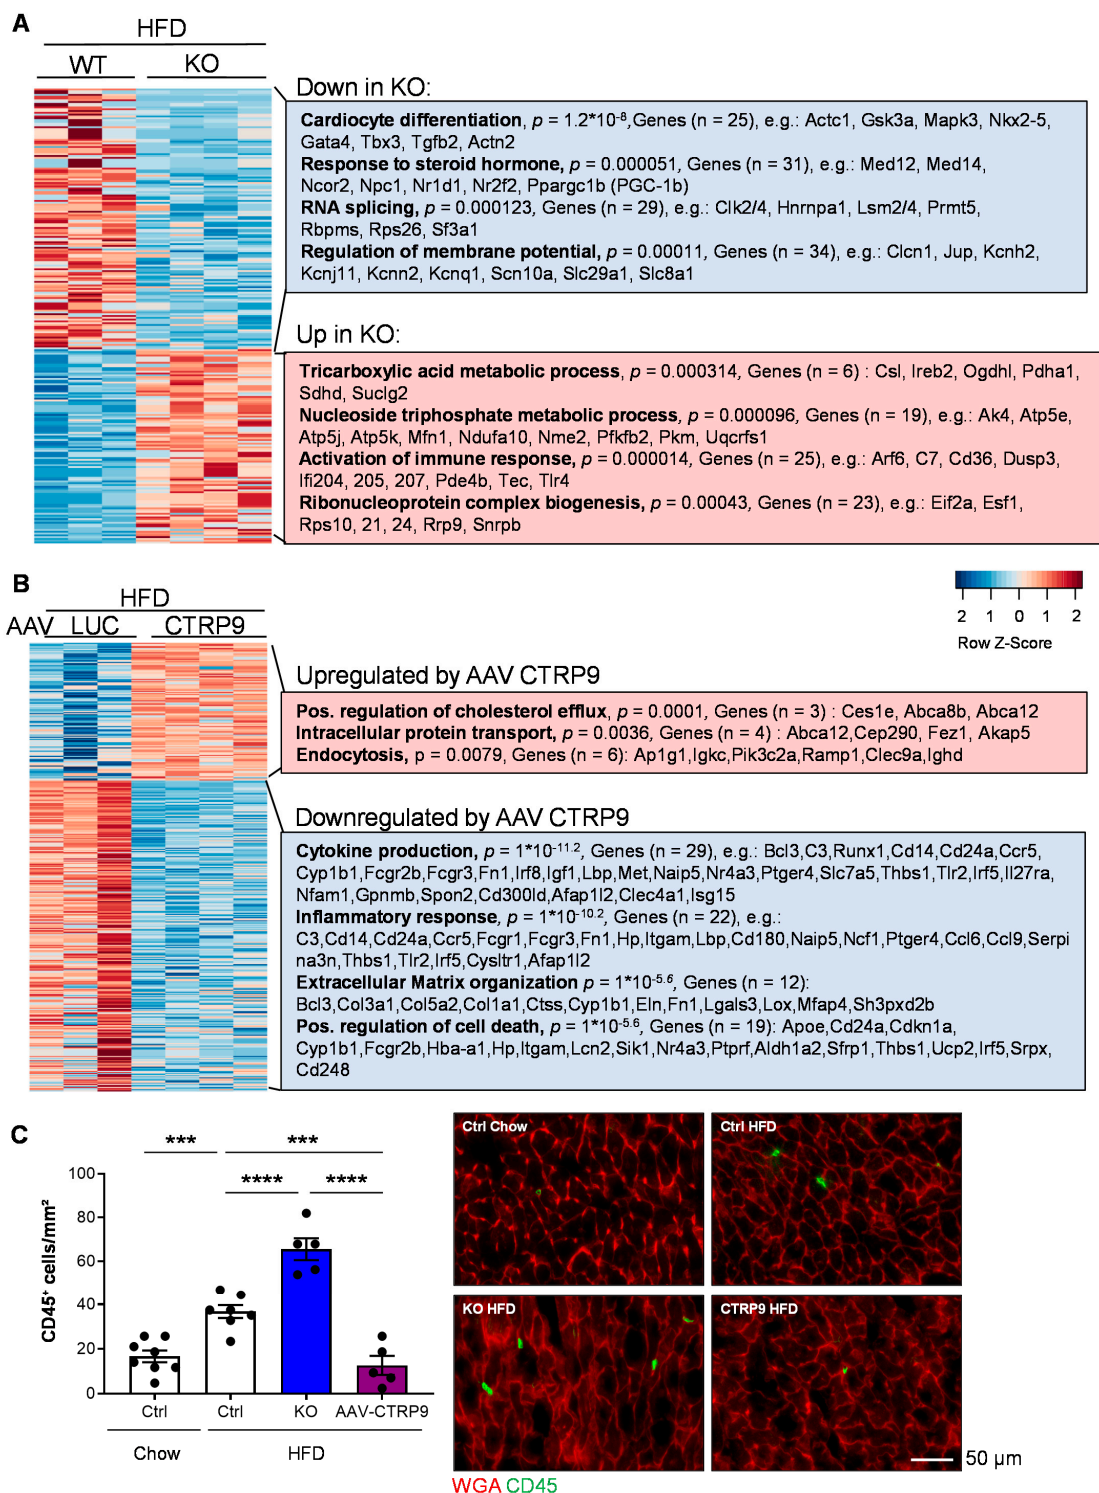 A
HFD
WT KO
Down in KO:
Cardiocyte differentiation, p = 1.2*10-8,Genes (n = 25), e.g.: Actc1, Gsk3a, Mapk3, Nkx2-5,
Gata4, Tbx3, Tgfb2, Actn2
Response to steroid hormone, p = 0.000051, Genes (n = 31), e.g.: Med12, Med14,
Ncor2, Npc1, Nr1d1, Nr2f2, Ppargc1b (PGC-1b)
RNA splicing, p = 0.000123, Genes (n = 29), e.g.: Clk2/4, Hnrnpa1, Lsm2/4, Prmt5,
Rbpms, Rps26, Sf3a1
Regulation of membrane potential, p = 0.00011, Genes (n = 34), e.g.: Clcn1, Jup, Kcnh2,
Kcnj11, Kcnn2, Kcnq1, Scn10a, Slc29a1, Slc8a1
Up in KO:
Tricarboxylic acid metabolic process, p = 0.000314, Genes (n = 6) : Csl, Ireb2, Ogdhl, Pdha1,
Sdhd, Suclg2
Nucleoside triphosphate metabolic process, p = 0.000096, Genes (n = 19), e.g.: Ak4, Atp5e,
Atp5j, Atp5k, Mfn1, Ndufa10, Nme2, Pfkfb2, Pkm, Uqcrfs1
Activation of immune response, p = 0.000014, Genes (n = 25), e.g.: Arf6, C7, Cd36, Dusp3,
Ifi204, 205, 207, Pde4b, Tec, Tlr4
Ribonucleoprotein complex biogenesis, p = 0.00043, Genes (n = 23), e.g.: Eif2a, Esf1,
Rps10, 21, 24, Rrp9, Snrpb
B
HFD
AAV LUC CTRP9
2 1 0 1 2
Row Z-Score
Upregulated by AAV CTRP9
Pos. regulation of cholesterol efflux, p = 0.0001, Genes (n = 3) : Ces1e, Abca8b, Abca12
Intracellular protein transport, p = 0.0036, Genes (n = 4) : Abca12,Cep290, Fez1, Akap5
Endocytosis, p = 0.0079, Genes (n = 6): Ap1g1,Igkc,Pik3c2a,Ramp1,Clec9a,Ighd
Downregulated by AAV CTRP9
Cytokine production, p = 1*10-11.2, Genes (n = 29), e.g.: Bcl3,C3,Runx1,Cd14,Cd24a,Ccr5,
Cyp1b1,Fcgr2b,Fcgr3,Fn1,Irf8,Igf1,Lbp,Met,Naip5,Nr4a3,Ptger4,Slc7a5,Thbs1,Tlr2,Irf5,Il27ra,
Nfam1,Gpnmb,Spon2,Cd300ld,Afap1l2,Clec4a1,Isg15
Inflammatory response, p = 1*10-10.2, Genes (n = 22), e.g.:
C3,Cd14,Cd24a,Ccr5,Fcgr1,Fcgr3,Fn1,Hp,Itgam,Lbp,Cd180,Naip5,Ncf1,Ptger4,Ccl6,Ccl9,Serpi
na3n,Thbs1,Tlr2,Irf5,Cysltr1,Afap1l2
Extracellular Matrix organization p = 1*10-5.6, Genes (n = 12):
Bcl3,Col3a1,Col5a2,Col1a1,Ctss,Cyp1b1,Eln,Fn1,Lgals3,Lox,Mfap4,Sh3pxd2b
Pos. regulation of cell death, p = 1*10-5.6, Genes (n = 19): Apoe,Cd24a,Cdkn1a,
Cyp1b1,Fcgr2b,Hba-a1,Hp,Itgam,Lcn2,Sik1,Nr4a3,Ptprf,Aldh1a2,Sfrp1,Thbs1,Ucp2,Irf5,Srpx,
Cd248
C
*** ***
**** ****
CD45+ cells/mm²
100
80
60
40
20
0
Ctrl Ctrl KO AAV-CTRP9
Chow HFD
Ctrl Chow
Ctrl HFD
KO HFD
CTRP9 HFD
50 µm
WGA CD45